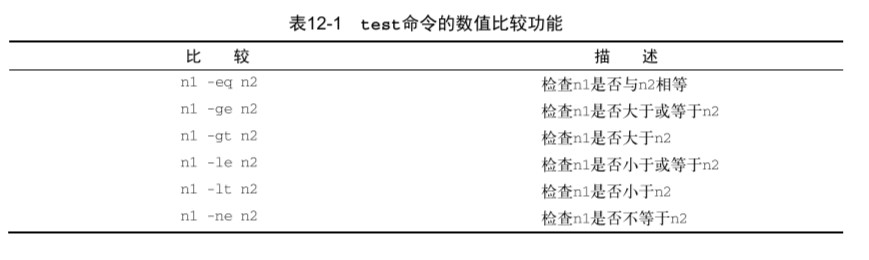 表12-1 test命令的数值比较功能
比 较 描 述
n1 -eq n2 检查n1是否与n2相等
n1 -ge n2 检查n1是否大于或等于n2
n1 -gt n2 检查n1是否大于n2
n1 -le n2 检查n1是否小于或等于n2
n1 -lt n2 检查n1是否小于n2
n1 -ne n2 检查n1是否不等于n2